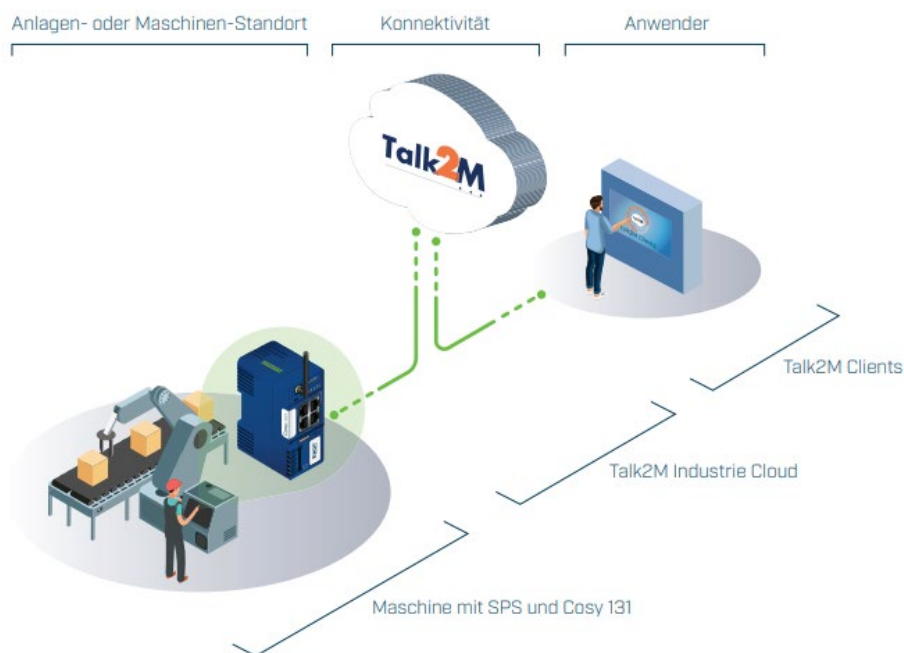 Anlagen- oder Maschinen-Standort
Konnektivität
Anwender
Talk2M
Talk2M Clients
Talk2M Industrie Cloud
Maschine mit SPS und Cosy 131